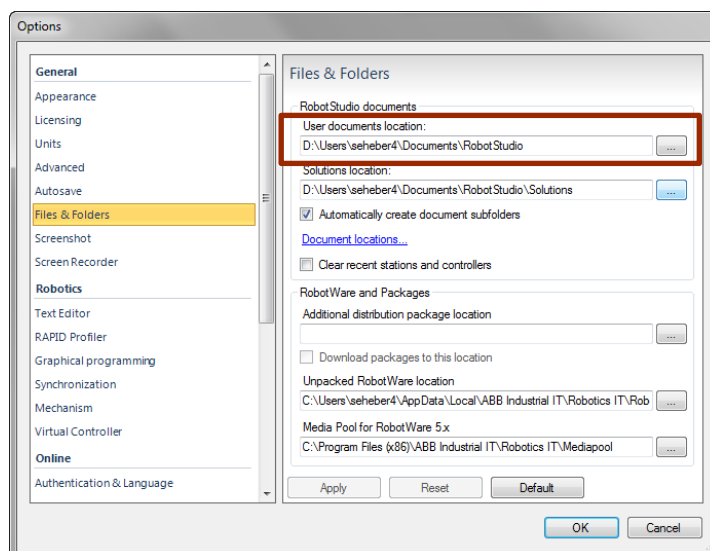 Options
General
Appearance
Licensing
Units
Advanced
Autosave
Files & Folders
Screenshot
Screen Recorder
Robotics
Text Editor
RAPID Profiler
Graphical programming
Synchronization
Mechanism
Virtual Controller
Online
Authentication & Language
Files & Folders
RobotStudio documents
User documents location:
D:\Users\seheber4\Documents\RobotStudio
...
Solutions location:
D:\Users\seheber4\Documents\RobotStudio\Solutions
...
Automatically create document subfolders
Document locations...
Clear recent stations and controllers
RobotWare and Packages
Additional distribution package location
...
Download packages to this location
Unpacked RobotWare location
C:\Users\seheber4\AppData\Local\ABB Industrial IT\Robotics IT\Rob
...
Media Pool for RobotWare 5.x
C:\Program Files (x86)\ABB Industrial IT\Robotics IT\Mediapool
...
Apply Reset Default
OK Cancel